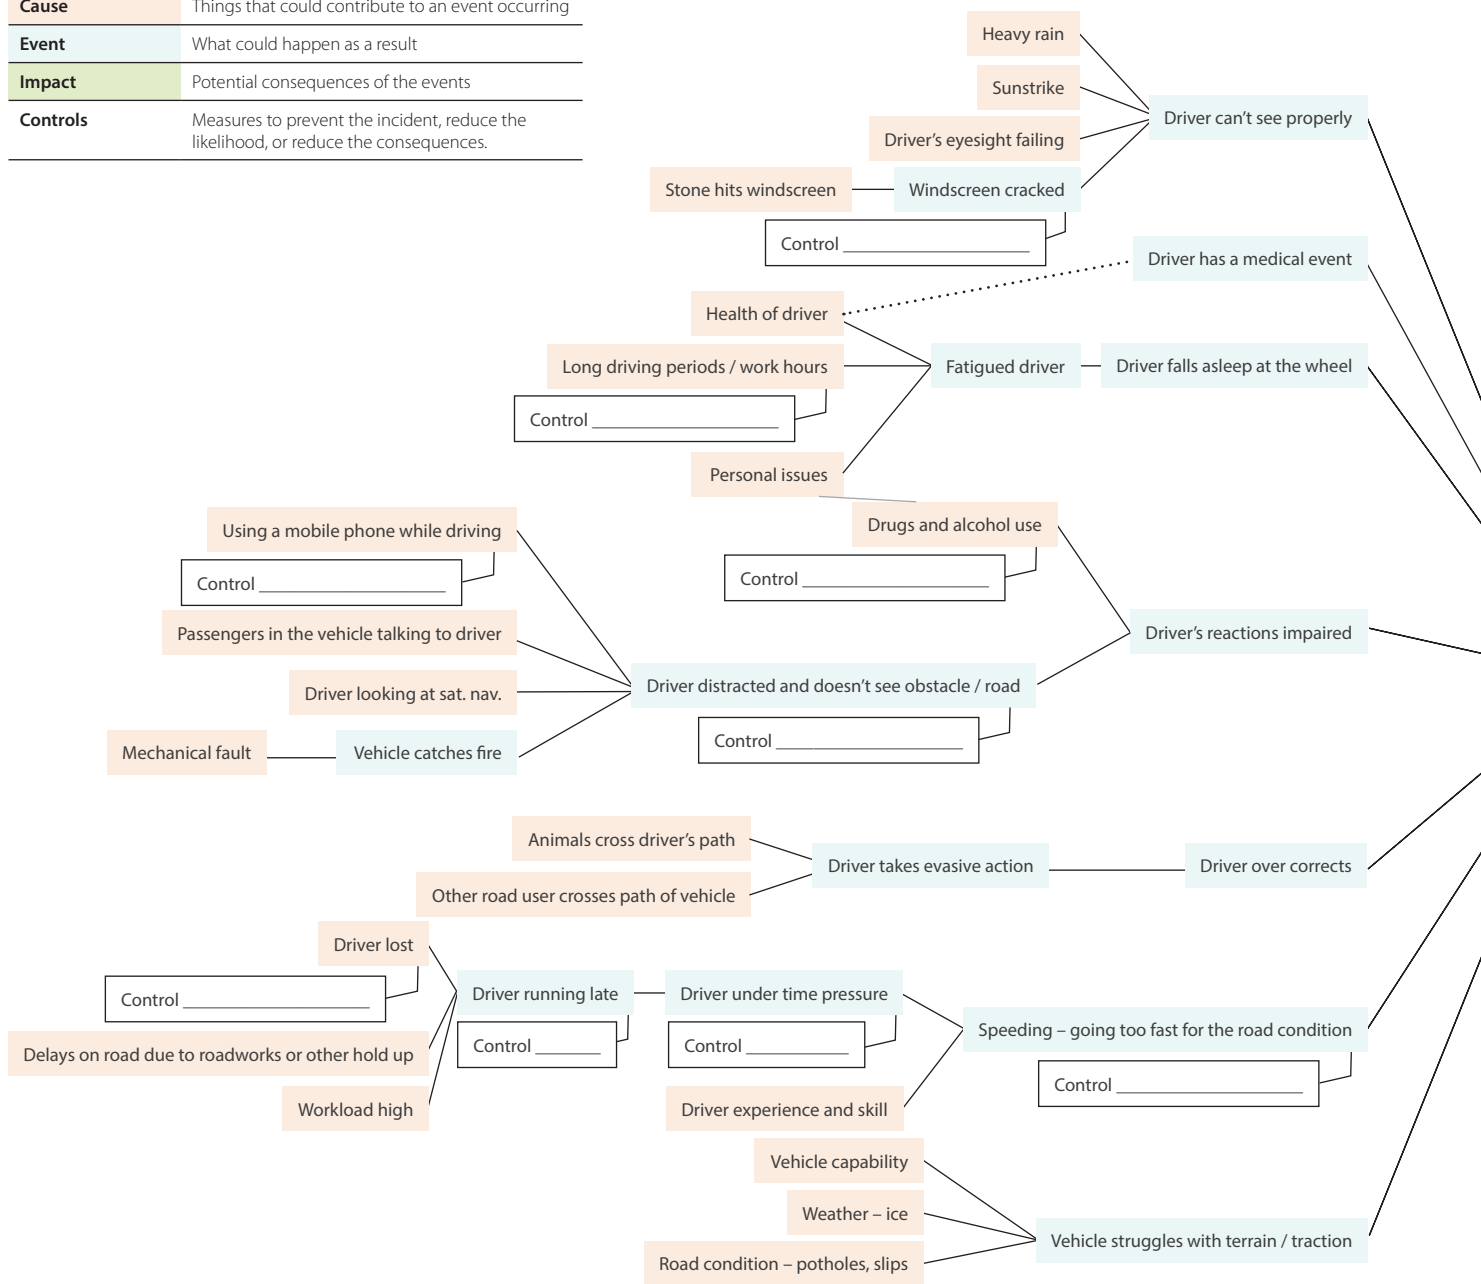 Cause Things that could contribute to an event occurring
Event What could happen as a result
Impact Potential consequences of the events
Controls Measures to prevent the incident, reduce the
likelihood, or reduce the consequences.
Heavy rain
Sunstrike
Driver can’t see properly
Driver’s eyesight failing
Stone hits windscreen
Windscreen cracked
Control ____________________
Driver has a medical event
Health of driver
Long driving periods / work hours
Fatigued driver
Driver falls asleep at the wheel
Control ____________________
Personal issues
Using a mobile phone while driving
Drugs and alcohol use
Control ____________________
Control ____________________
Passengers in the vehicle talking to driver
Driver’s reactions impaired
Driver looking at sat. nav.
Driver distracted and doesn’t see obstacle / road
Control ____________________
Mechanical fault
Vehicle catches fire
Animals cross driver’s path
Driver takes evasive action
Driver over corrects
Other road user crosses path of vehicle
Driver lost
Control ____________________
Driver running late
Driver under time pressure
Control _______
Control ____________
Speeding – going too fast for the road condition
Control ____________________
Delays on road due to roadworks or other hold up
Workload high
Driver experience and skill
Vehicle capability
Weather – ice
Vehicle struggles with terrain / traction
Road condition – potholes, slips